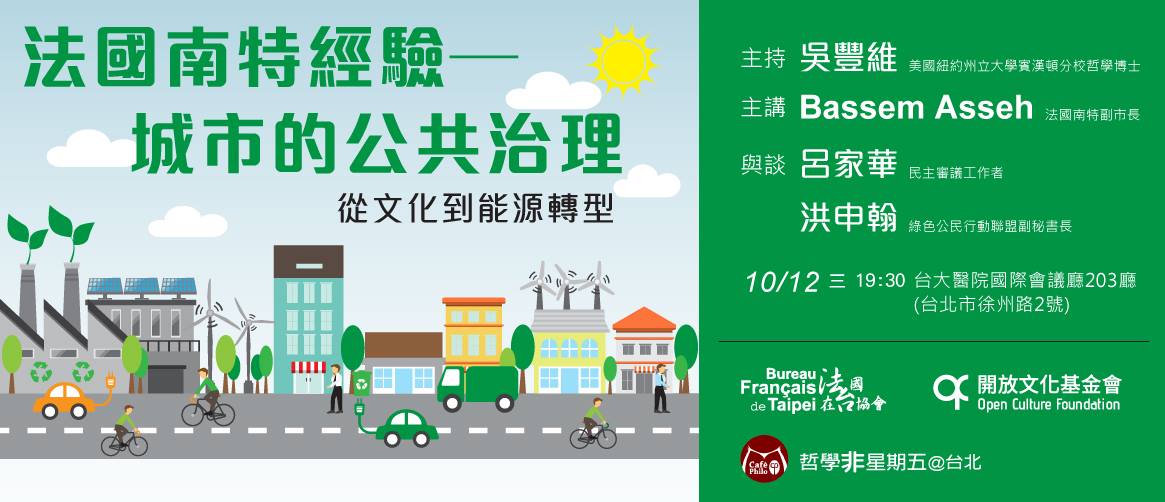 法國南特經驗—
城市的公共治理
從文化到能源轉型
主持 吳豐維 美國紐約州立大學賓漢頓分校哲學博士
主講 Bassem Asseh 法國南特副市長
與談 呂家華 民主審議工作者
洪申翰 綠色公民行動聯盟副秘書長
10/12 三 19:30 台大醫院國際會議廳203廳
(台北市徐州路2號)
Bureau
Français
de Taipei
法國
在台協會
開放文化基金會
Open Culture Foundation
Café
Philo
哲學非星期五@台北